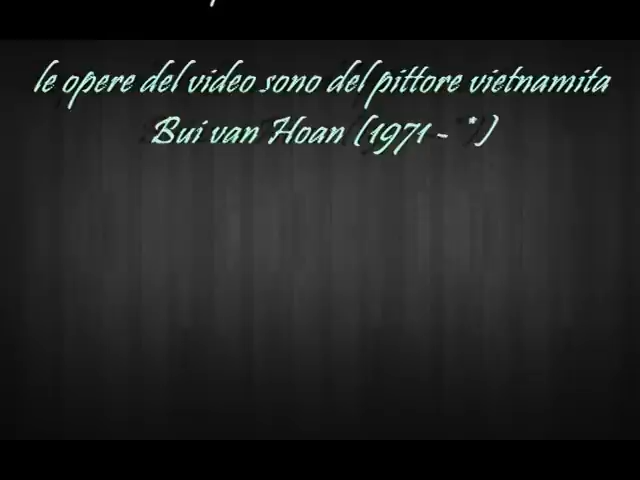 le opere del video sono del pittore vietnamita
Bui van Hoan (1971 - *)